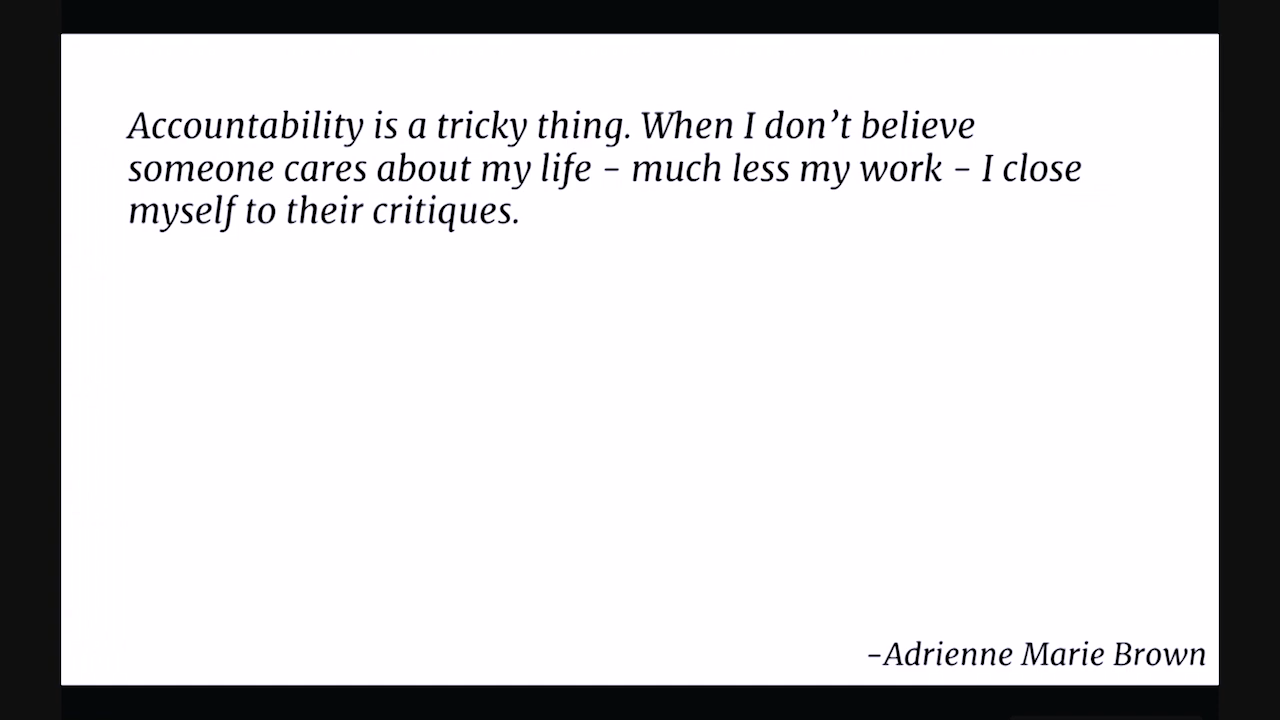 Accountability is a tricky thing. When I don’t believe
someone cares about my life – much less my work – I close
myself to their critiques.
–Adrienne Marie Brown